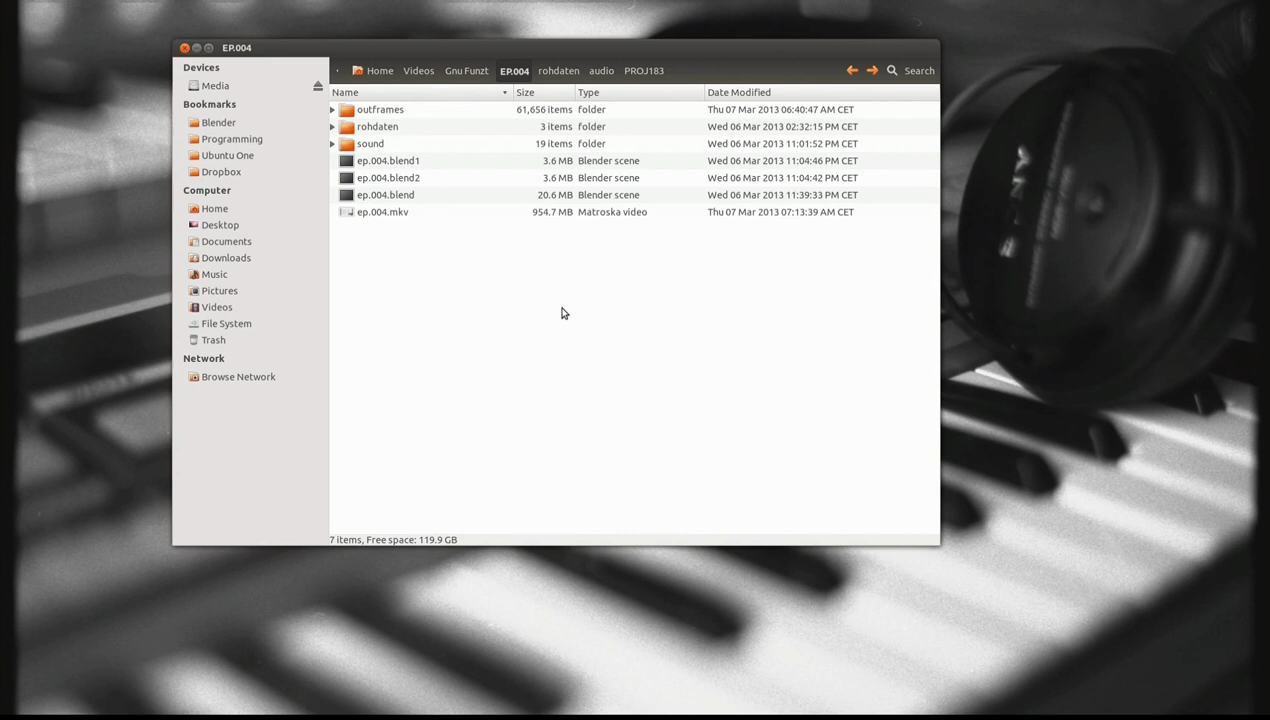 EP.004
Devices
Media
Bookmarks
Blender
Programming
Ubuntu One
Dropbox
Computer
Home
Desktop
Documents
Downloads
Music
Pictures
Videos
File System
Trash
Network
Browse Network
Home Videos Gnu Funzt EP.004 rohdaten audio PROJ183 Search
Name Size Type Date Modified
outframes 61,656 items folder Thu 07 Mar 2013 06:40:47 AM CET
rohdaten 3 items folder Wed 06 Mar 2013 02:32:15 PM CET
sound 19 items folder Wed 06 Mar 2013 11:01:52 PM CET
ep.004.blend1 3.6 MB Blender scene Wed 06 Mar 2013 11:04:46 PM CET
ep.004.blend2 3.6 MB Blender scene Wed 06 Mar 2013 11:04:42 PM CET
ep.004.blend 20.6 MB Blender scene Wed 06 Mar 2013 11:39:33 PM CET
ep.004.mkv 954.7 MB Matroska video Thu 07 Mar 2013 07:13:39 AM CET
7 items, Free space: 119.9 GB
SONY